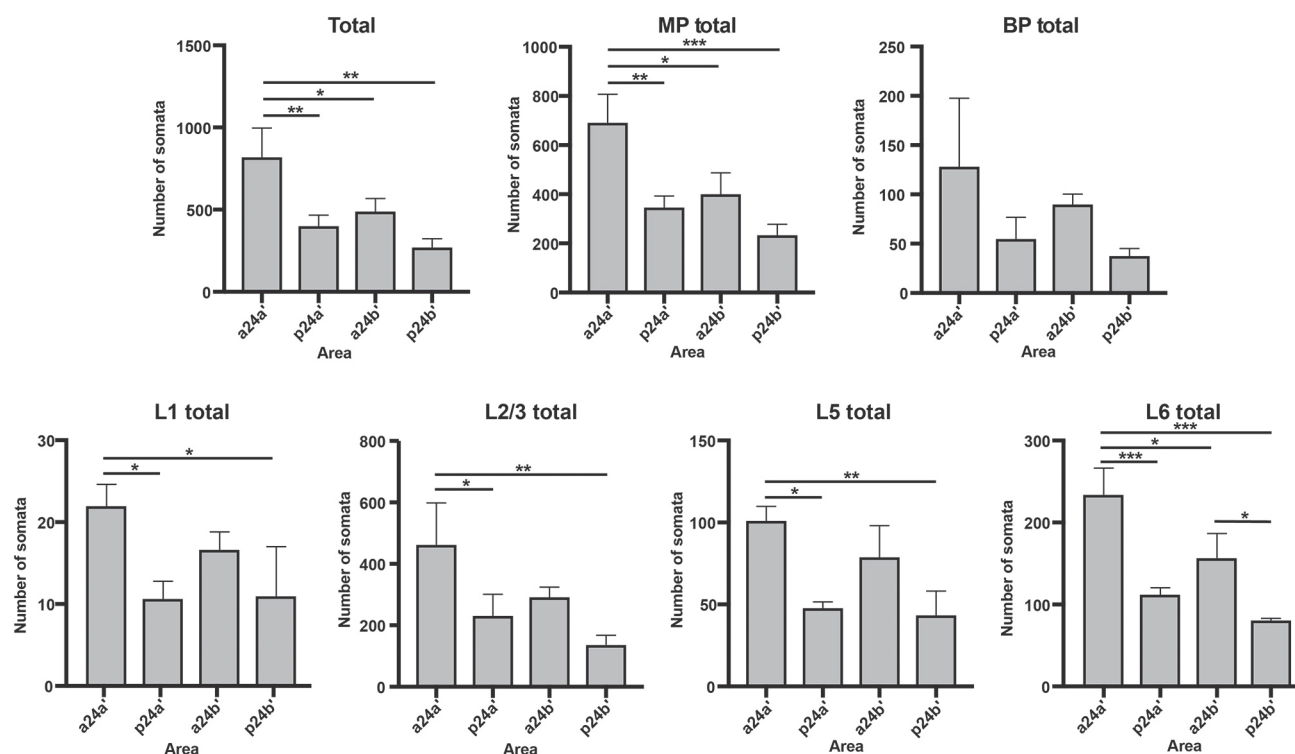 Total
Number of somata
1500
1000
500
0
**
*
**
a24a' p24a' a24b' p24b'
Area
MP total
Number of somata
1000
800
600
400
200
0
***
*
**
a24a' p24a' a24b' p24b'
Area
BP total
Number of somata
250
200
150
100
50
0
a24a' p24a' a24b' p24b'
Area
L1 total
Number of somata
30
20
10
0
*
*
a24a' p24a' a24b' p24b'
Area
L2/3 total
Number of somata
800
600
400
200
0
**
*
a24a' p24a' a24b' p24b'
Area
L5 total
Number of somata
150
100
50
0
**
*
a24a' p24a' a24b' p24b'
Area
L6 total
Number of somata
300
200
100
0
***
*
***
*
a24a' p24a' a24b' p24b'
Area